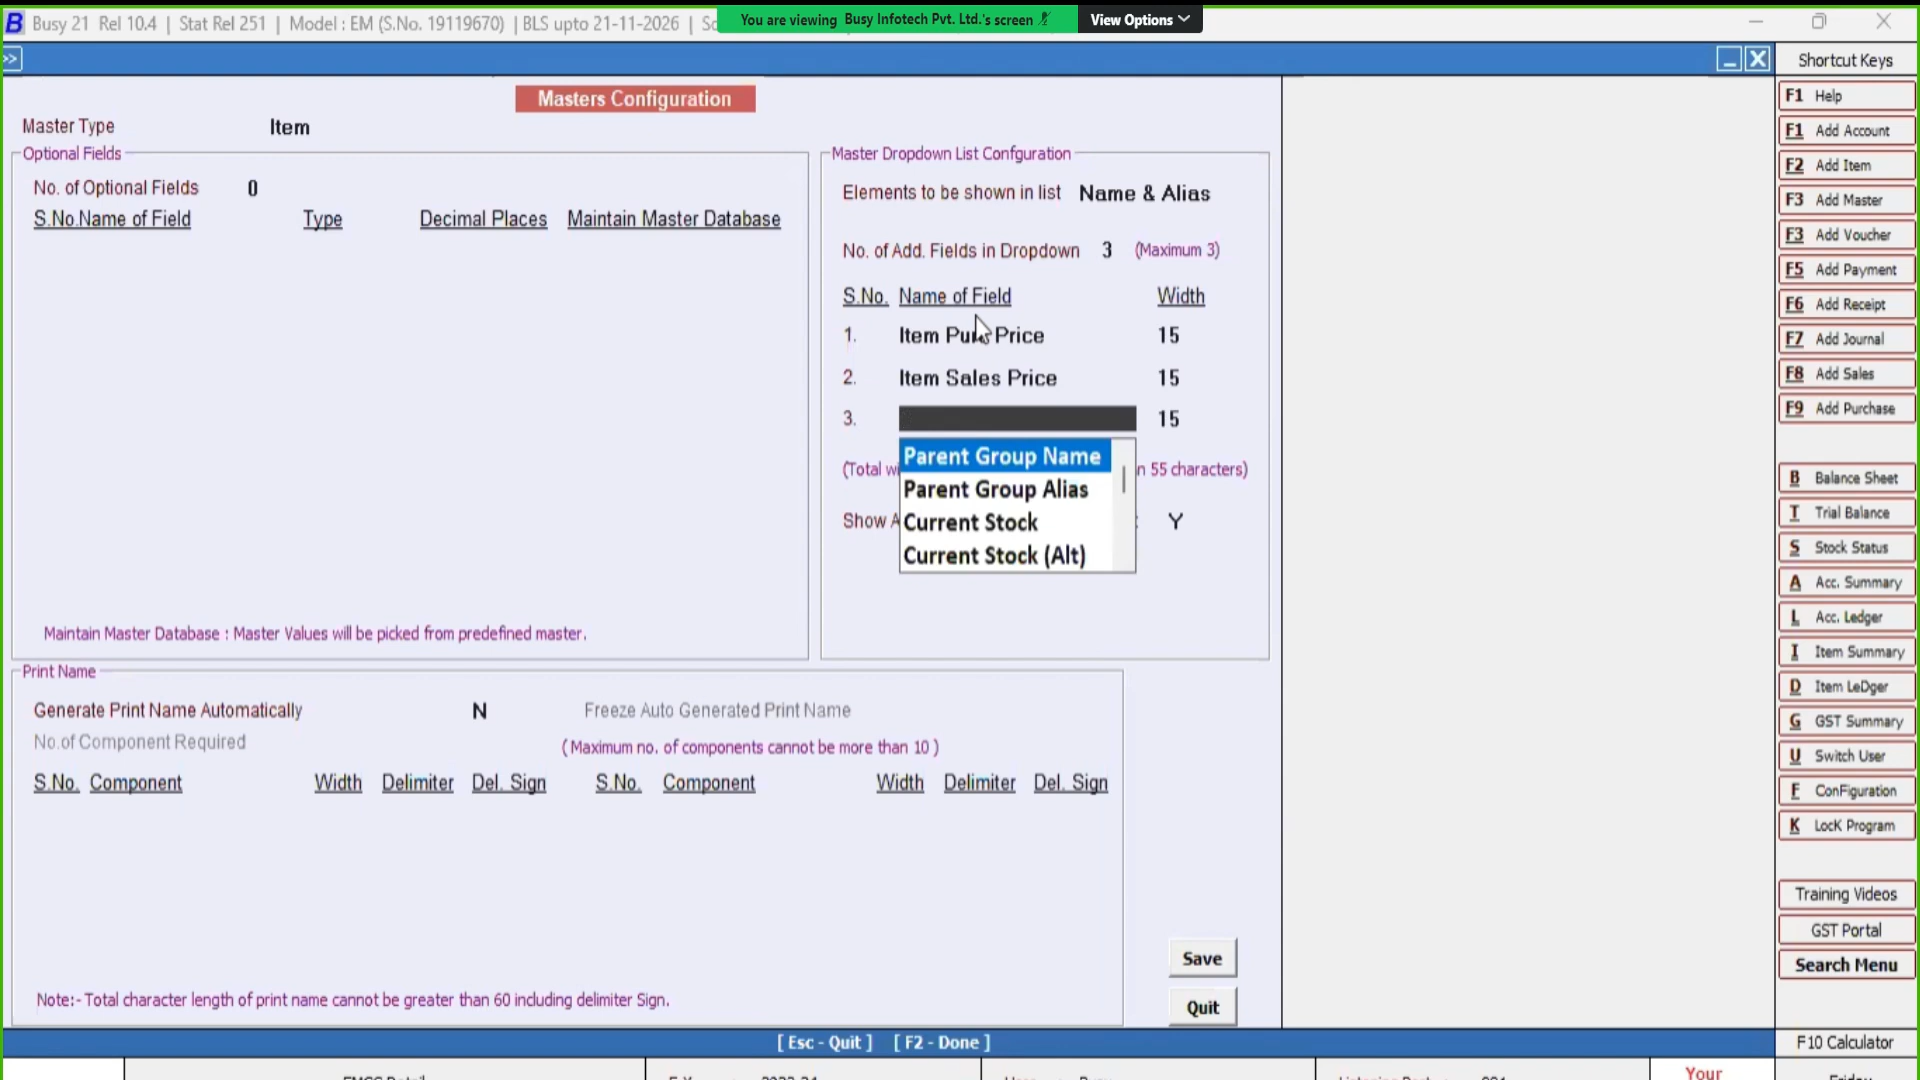 Busy 21 Rel 10.4 | Stat Rel 251 | Model : EM (S.No. 19119670) | BLS upto 21-11-2026 |
You are viewing Busy Infotech Pvt. Ltd.'s screen
View Options
>>
Shortcut Keys
Masters Configuration
Master Type Item
Optional Fields
No. of Optional Fields 0
S.No. Name of Field Type Decimal Places Maintain Master Database
Maintain Master Database : Master Values will be picked from predefined master.
Master Dropdown List Confguration
Elements to be shown in list Name & Alias
No. of Add. Fields in Dropdown 3 (Maximum 3)
S.No. Name of Field Width
1. Item Pur. Price 15
2. Item Sales Price 15
3. 15
Parent Group Name
Parent Group Alias
Current Stock
Current Stock (Alt)
(Total n 55 characters)
Show Y
Print Name
Generate Print Name Automatically N Freeze Auto Generated Print Name
No.of Component Required (Maximum no. of components cannot be more than 10 )
S.No. Component Width Delimiter Del. Sign S.No. Component Width Delimiter Del. Sign
Note:- Total character length of print name cannot be greater than 60 including delimiter Sign.
Save
Quit
[ Esc - Quit ] [ F2 - Done ]
F1 Help
F1 Add Account
F2 Add Item
F3 Add Master
F3 Add Voucher
F5 Add Payment
F6 Add Receipt
F7 Add Journal
F8 Add Sales
F9 Add Purchase
B Balance Sheet
T Trial Balance
S Stock Status
A Acc. Summary
L Acc. Ledger
I Item Summary
D Item LeDger
G GST Summary
U Switch User
F ConFiguration
K LocK Program
Training Videos
GST Portal
Search Menu
F10 Calculator
Your